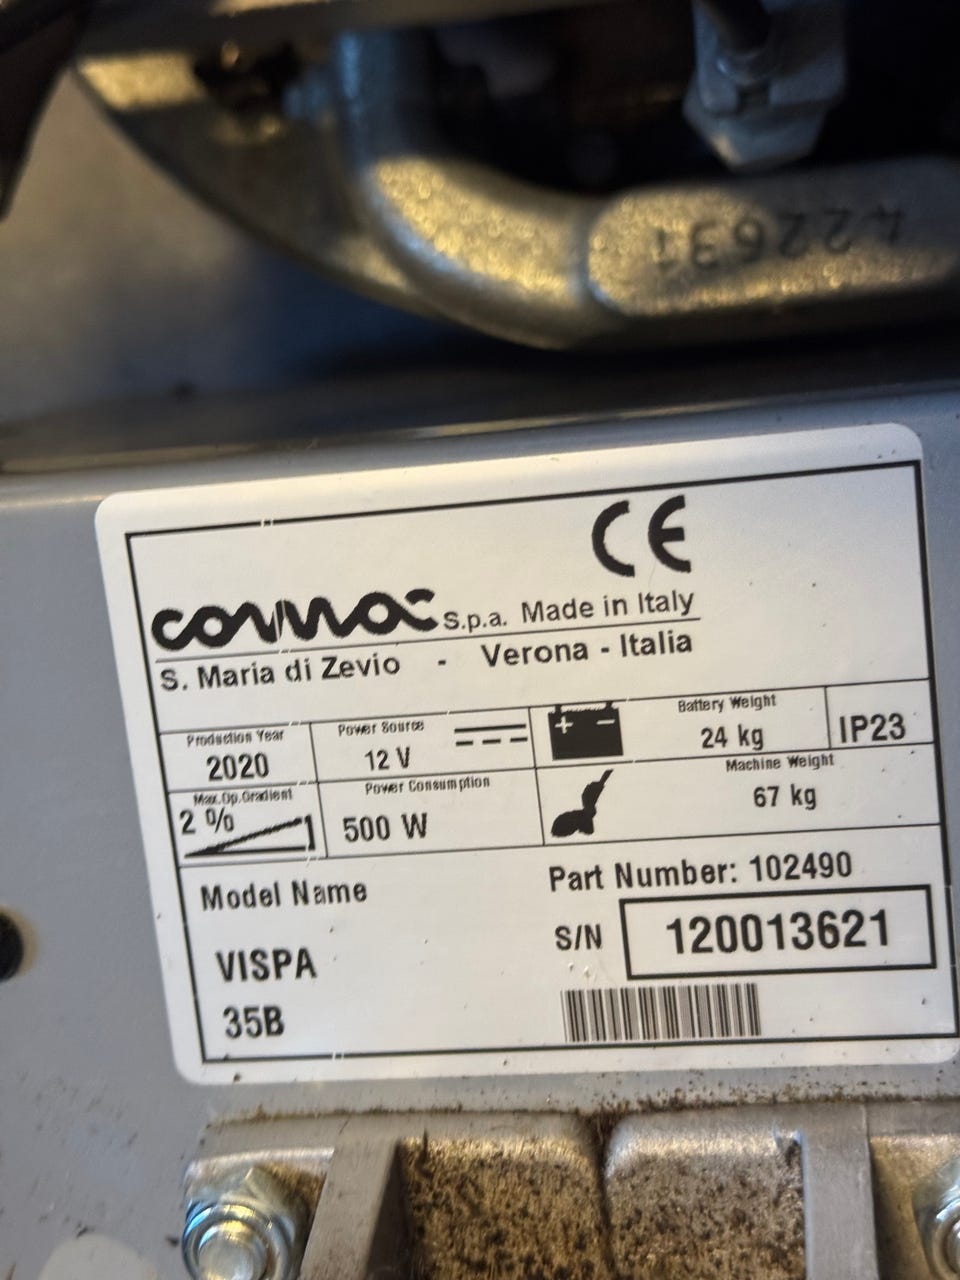 422631
CE
comac s.p.a. Made in Italy
S. Maria di Zevio - Verona - Italia
Production Year
2020
Power Source
12 V
+ -
Battery Weight
24 kg
IP23
Max.Op.Gradient
2 %
Power Consumption
500 W
Machine Weight
67 kg
Model Name
VISPA
35B
Part Number: 102490
S/N 120013621